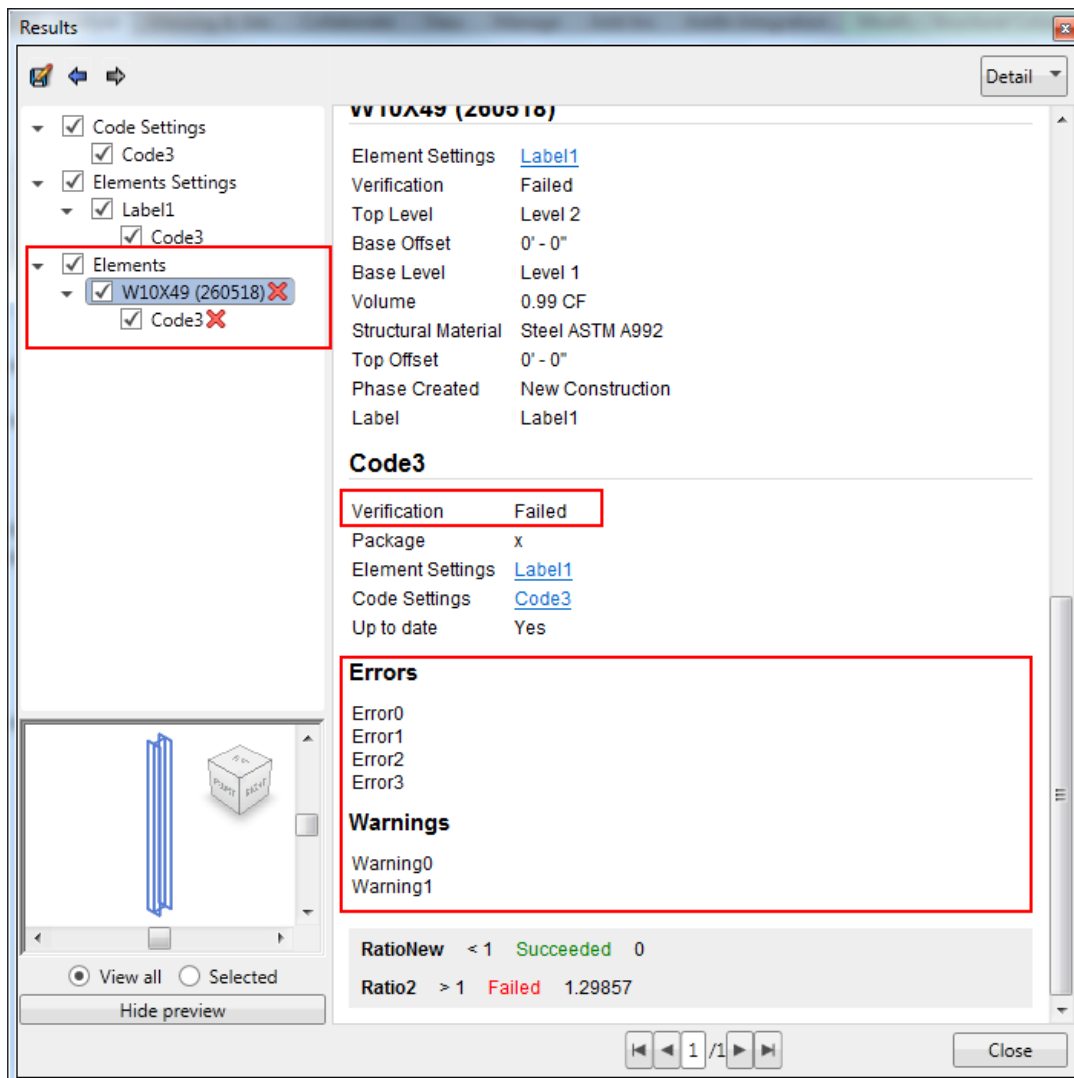 Results
Detail
Code Settings
Code3
Elements Settings
Label1
Code3
Elements
W10X49 (260518)
Code3
View all Selected
Hide preview
W10X49 (260518)
Element Settings Label1
Verification Failed
Top Level Level 2
Base Offset 0' - 0"
Base Level Level 1
Volume 0.99 CF
Structural Material Steel ASTM A992
Top Offset 0' - 0"
Phase Created New Construction
Label Label1
Code3
Verification Failed
Package x
Element Settings Label1
Code Settings Code3
Up to date Yes
Errors
Error0
Error1
Error2
Error3
Warnings
Warning0
Warning1
RatioNew < 1 Succeeded 0
Ratio2 > 1 Failed 1.29857
1 /1
Close